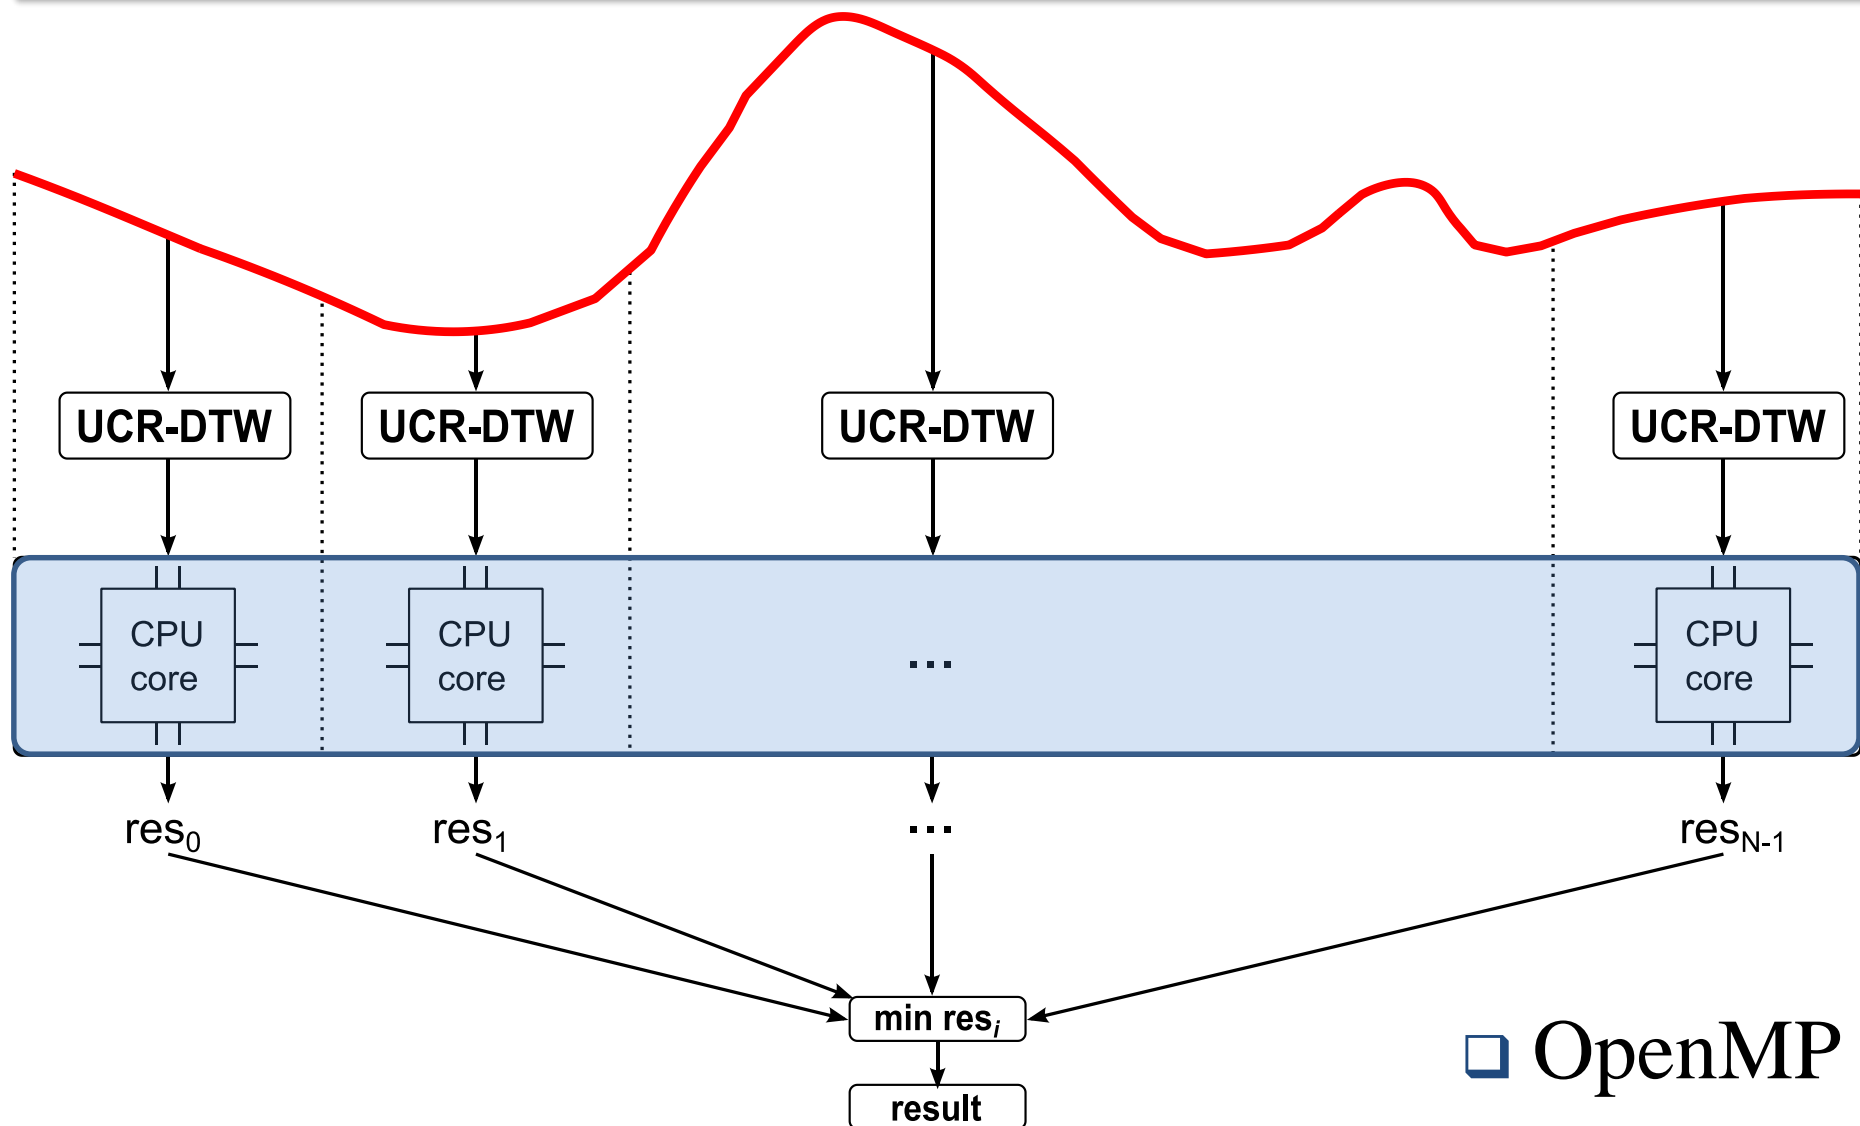 UCR-DTW UCR-DTW UCR-DTW UCR-DTW
CPU core
CPU core
...
CPU core
res0 res1 ... resN-1
min resi
result
OpenMP